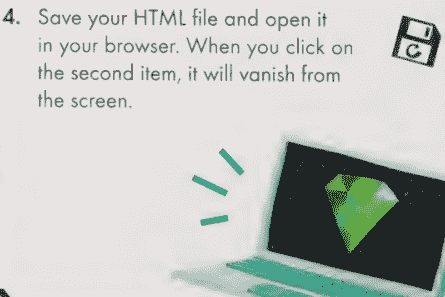 4. Save your HTML file and open it
in your browser. When you click on
the second item, it will vanish from
the screen.